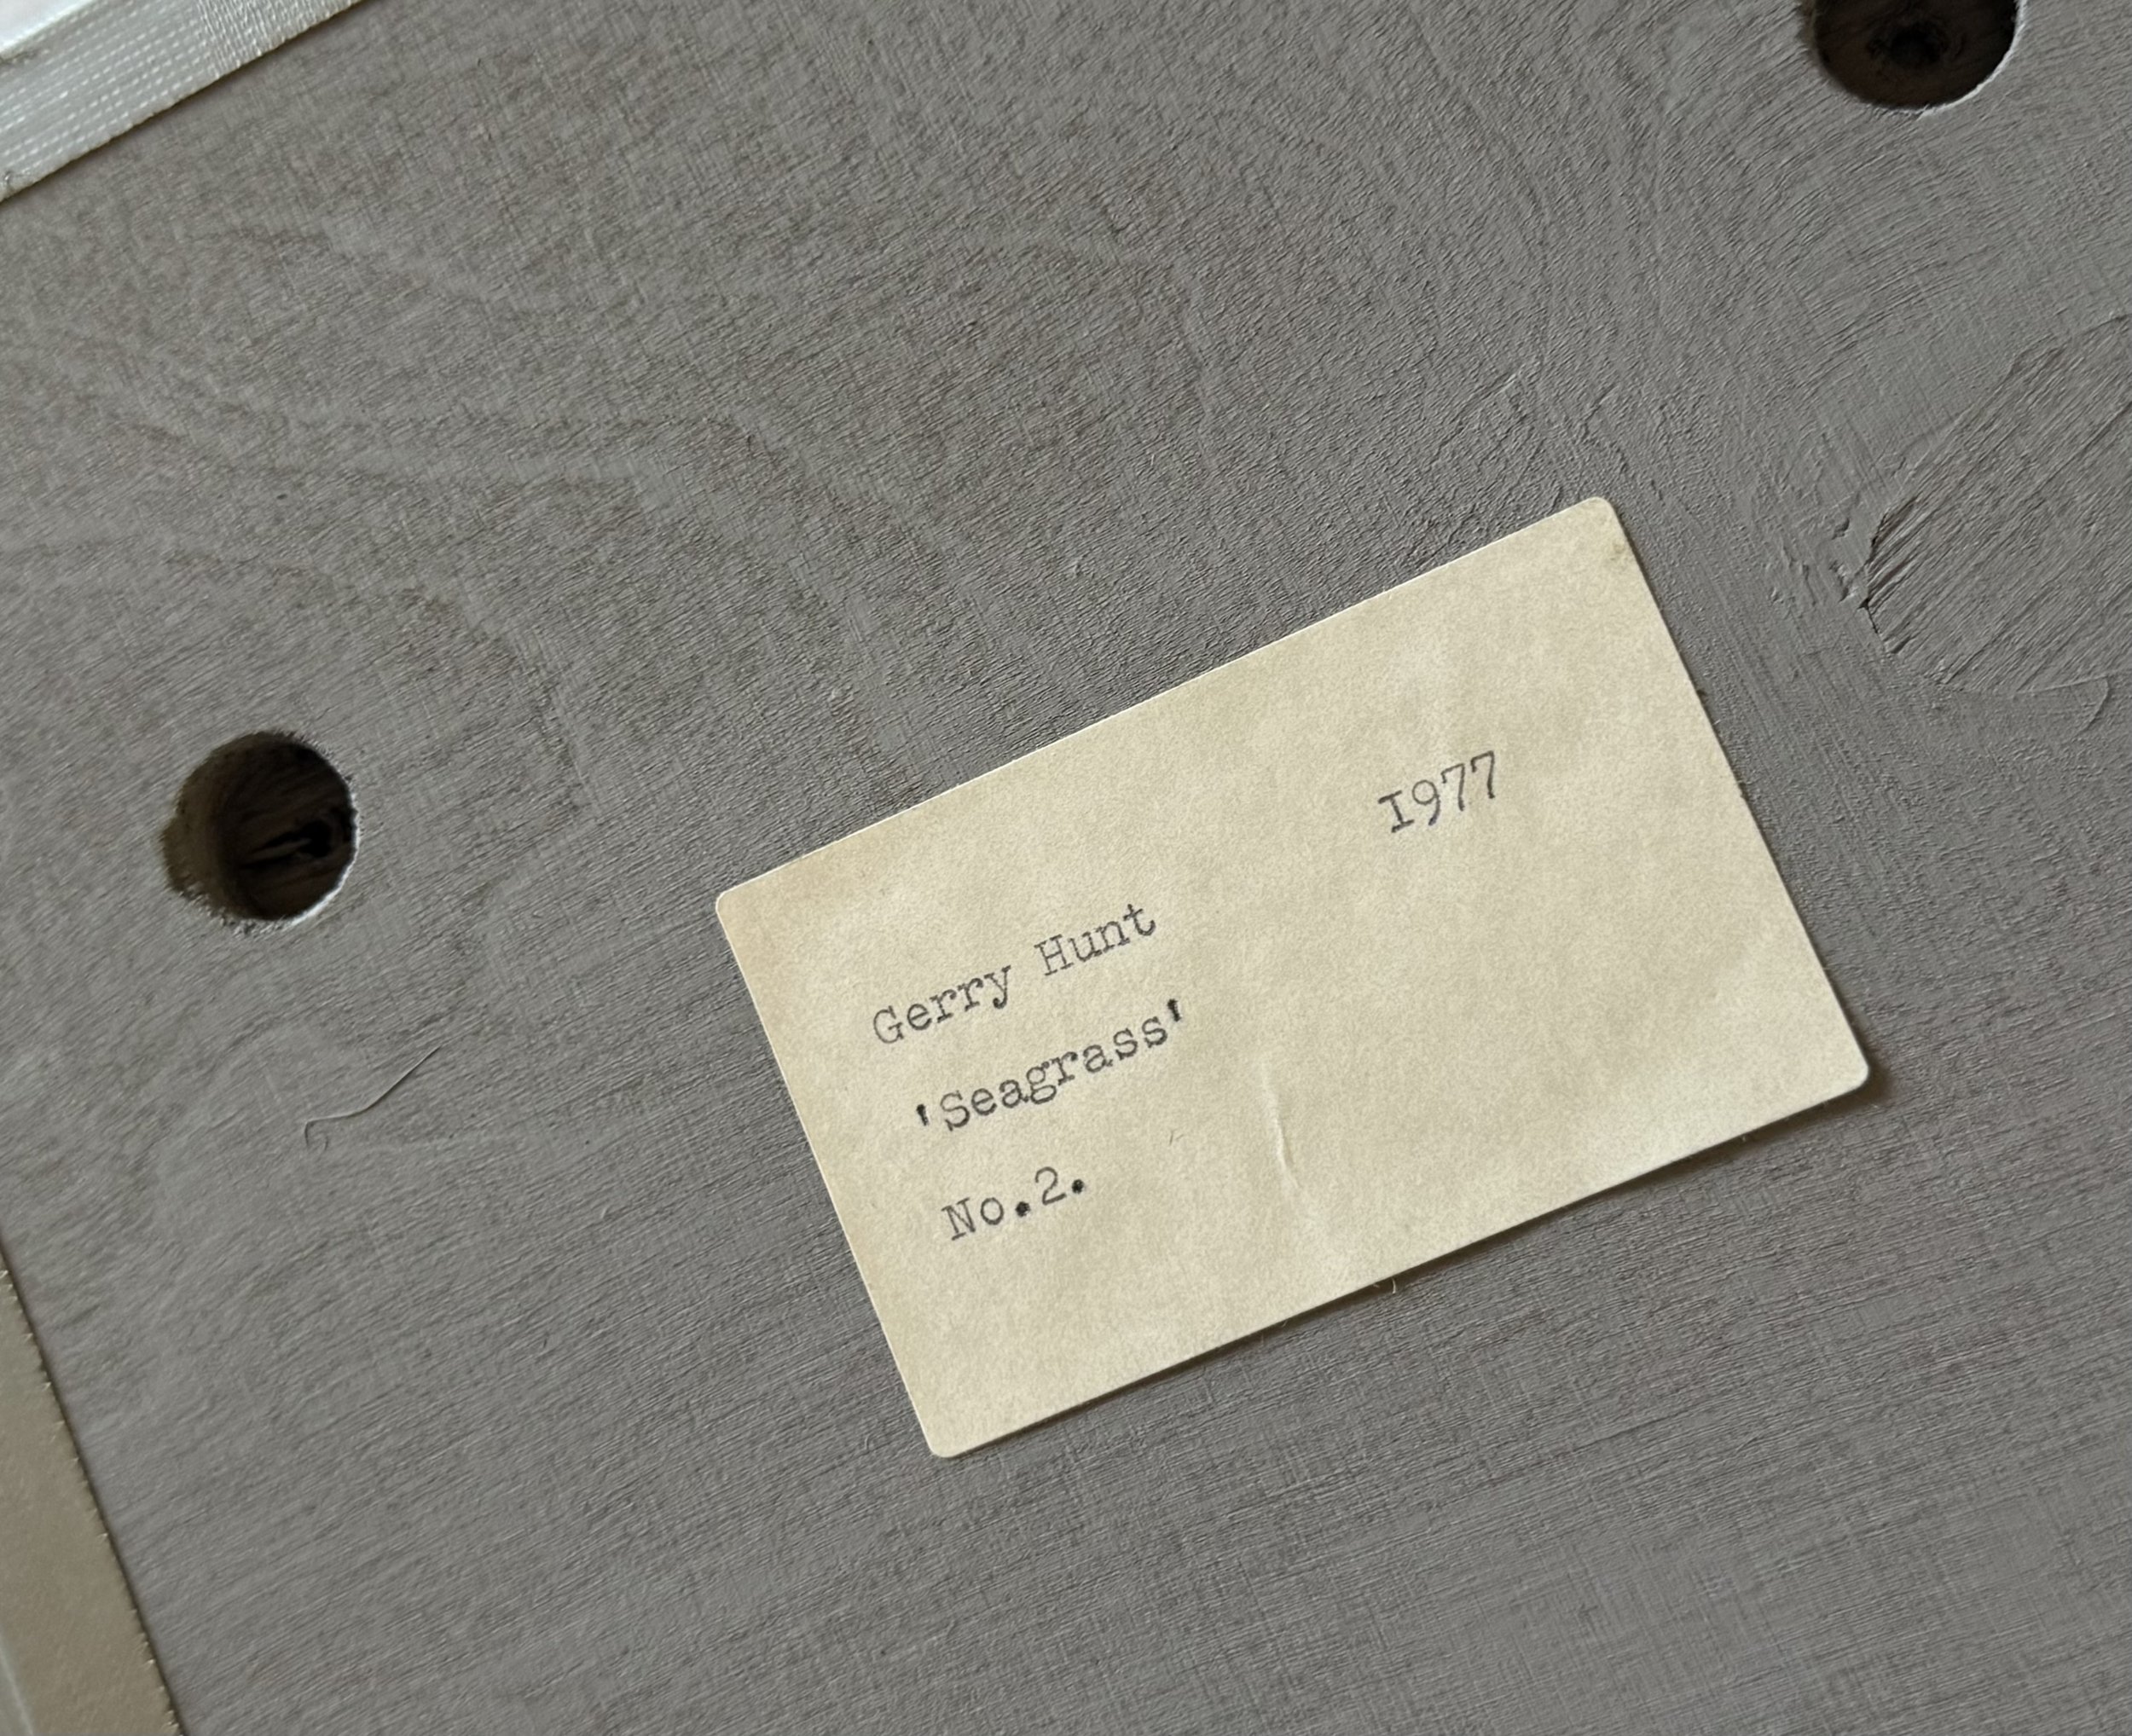 1977
Gerry Hunt
'Seagrass'
No.2.